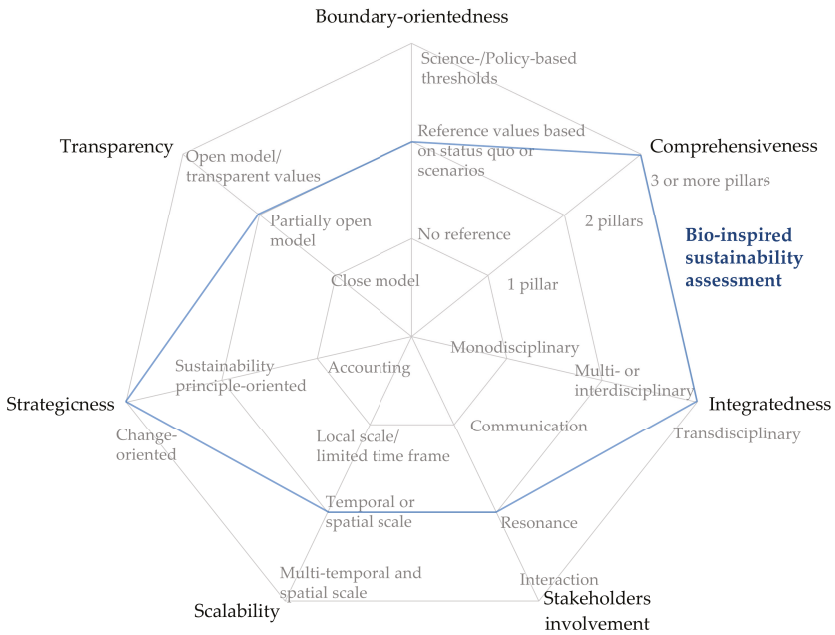 Boundary-orientedness
Science-/Policy-based
thresholds
Reference values based
on status quo or
scenarios
No reference
Transparency
Open model/
transparent values
Partially open
model
Close model
Comprehensiveness
3 or more pillars
2 pillars
1 pillar
Bio-inspired
sustainability
assessment
Monodisciplinary
Multi- or
interdisciplinary
Integratedness
Transdisciplinary
Accounting
Sustainability
principle-oriented
Strategicness
Change-
oriented
Local scale/
limited time frame
Communication
Temporal or
spatial scale
Resonance
Multi-temporal and
spatial scale
Scalability
Interaction
Stakeholders
involvement